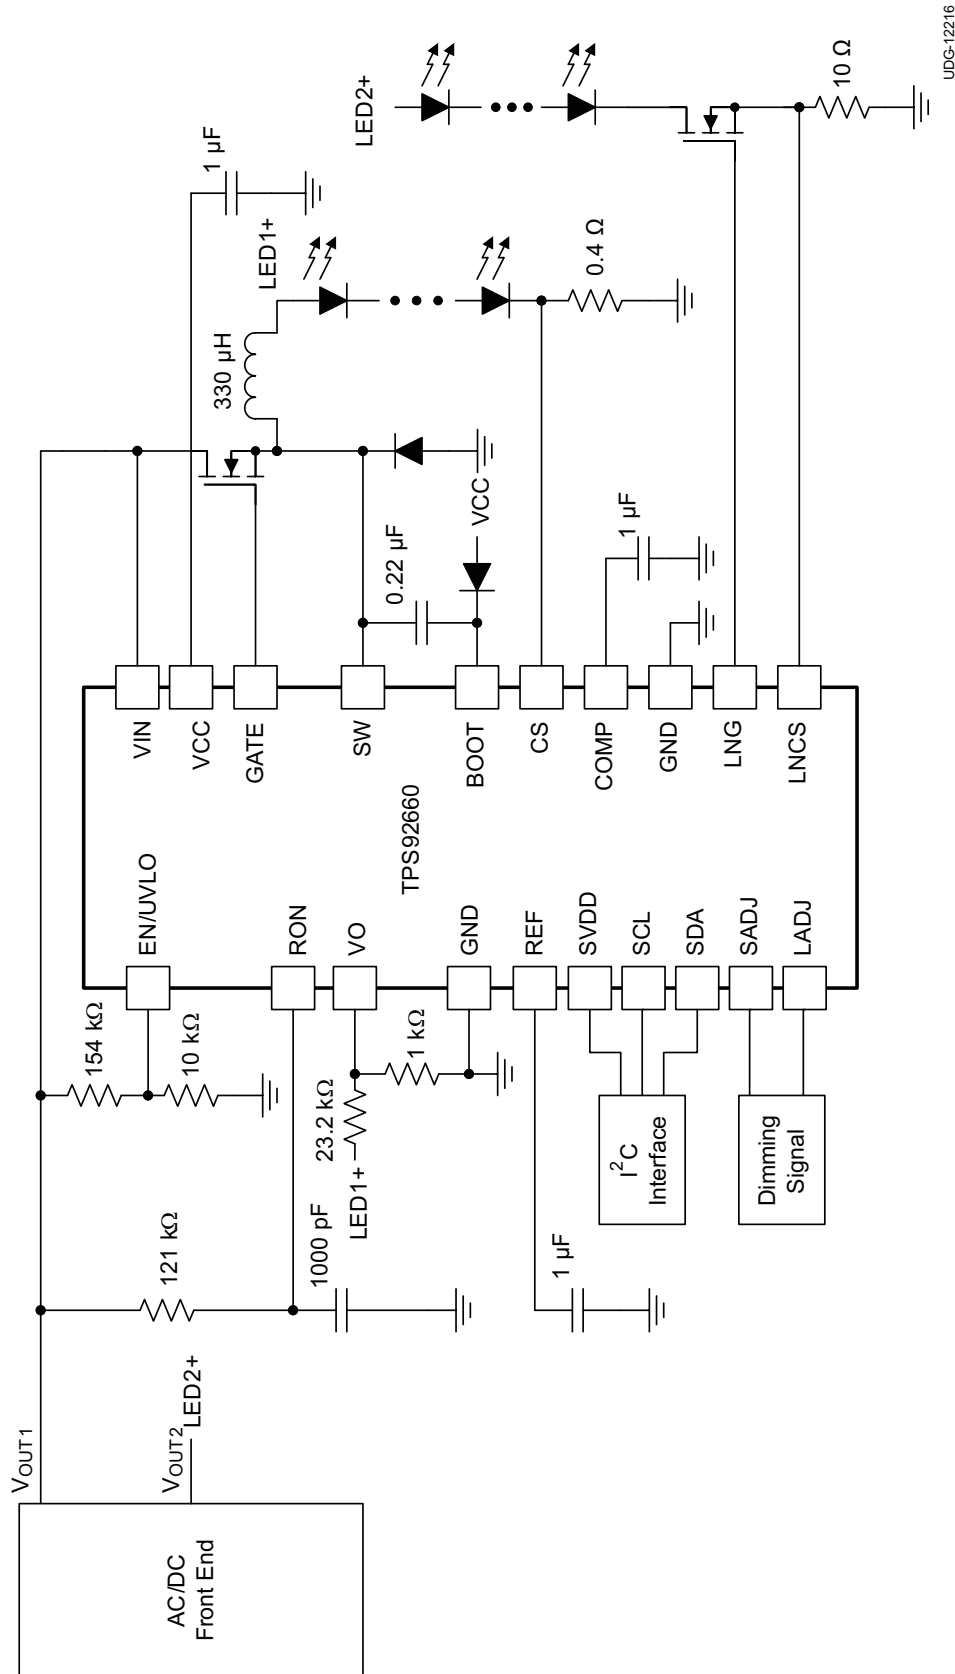 AC/DC
Front End
VOUT1
VOUT2
LED2+
121 kΩ
1000 pF
154 kΩ
10 kΩ
23.2 kΩ
LED1+
1 kΩ
1 µF
I²C
Interface
Dimming
Signal
EN/UVLO
RON
VO
GND
REF
SVDD
SCL
SDA
SADJ
LADJ
TPS92660
VIN
VCC
GATE
SW
BOOT
CS
COMP
GND
LNG
LNCS
0.22 µF
VCC
1 µF
330 µH
LED1+
1 µF
0.4 Ω
LED2+
10 Ω
UDG-12216